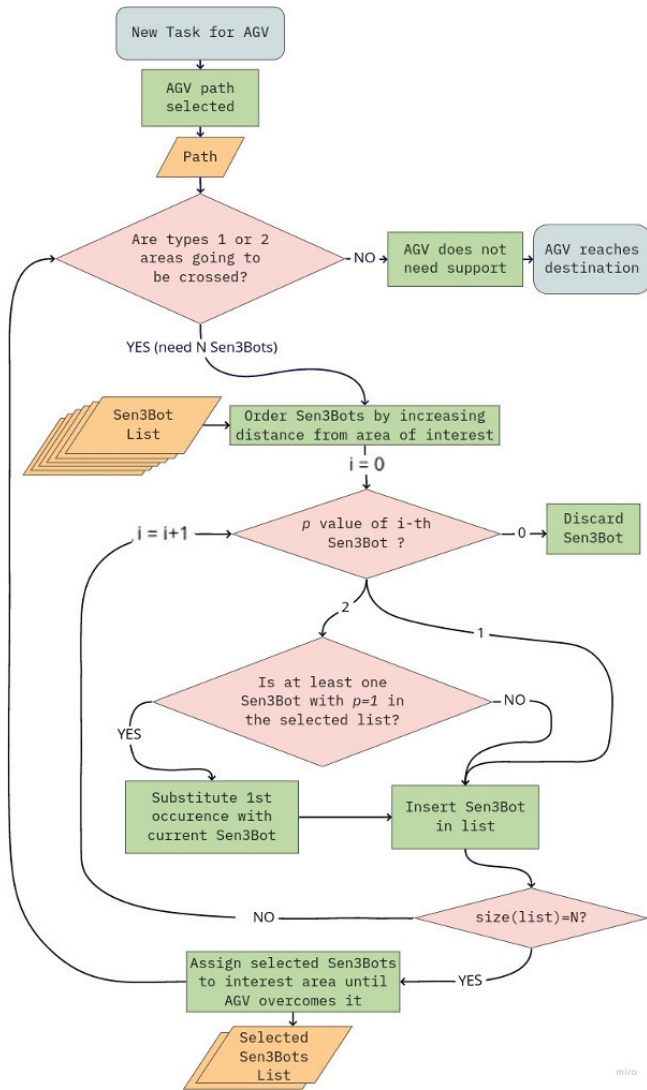 New Task for AGV
AGV path
selected
Path
Are types 1 or 2
areas going to
be crossed?
NO
AGV does not
need support
AGV reaches
destination
YES (need N Sen3Bots)
Sen3Bot
List
Order Sen3Bots by increasing
distance from area of interest
i = 0
i = i+1
p value of i-th
Sen3Bot ?
0
Discard
Sen3Bot
2
1
Is at least one
Sen3Bot with p=1 in
the selected list?
NO
YES
Substitute 1st
occurence with
current Sen3Bot
Insert Sen3Bot
in list
size(list)=N?
NO
YES
Assign selected Sen3Bots
to interest area until
AGV overcomes it
Selected
Sen3Bots
List
miro